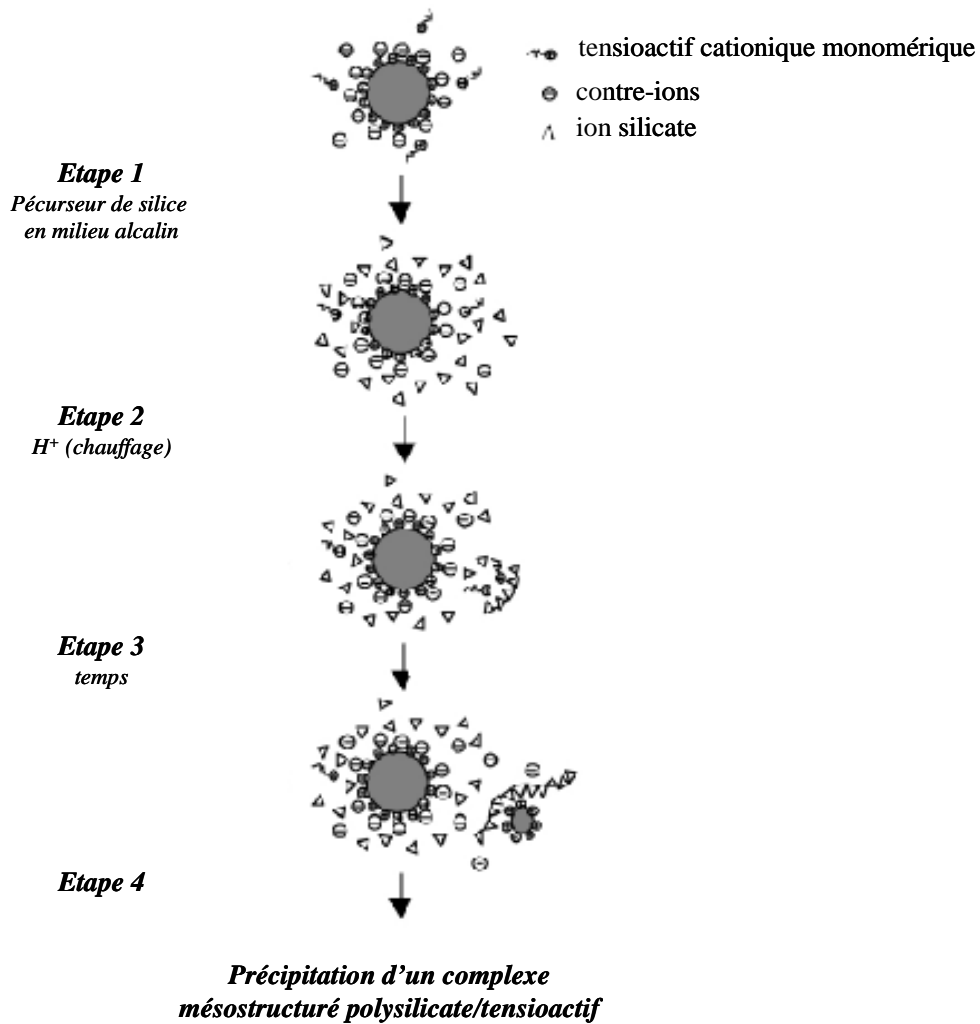 tensioactif cationique monomérique
contre-ions
ion silicate
Etape 1
Pécurseur de silice
en milieu alcalin
Etape 2
H⁺ (chauffage)
Etape 3
temps
Etape 4
Précipitation d'un complexe
mésostructuré polysilicate/tensioactif